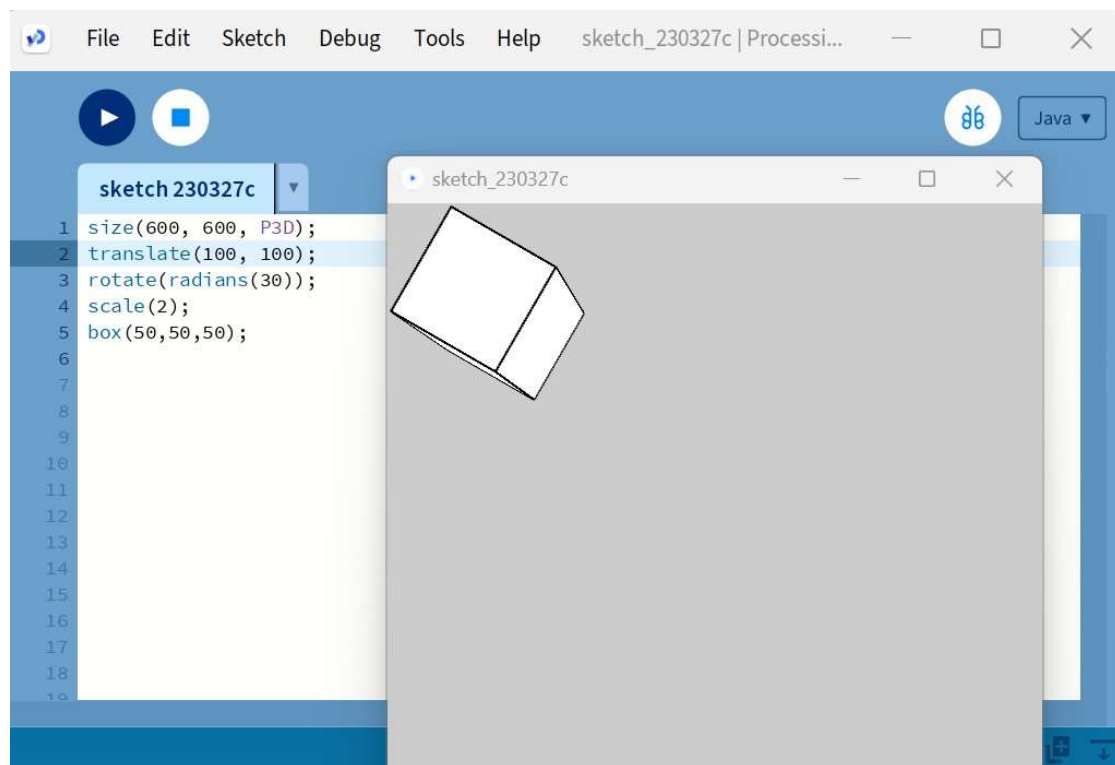 File Edit Sketch Debug Tools Help sketch_230327c | Processi...
Java ▼
sketch 230327c ▼
sketch_230327c
1 size(600, 600, P3D);
2 translate(100, 100);
3 rotate(radians(30));
4 scale(2);
5 box(50,50,50);
6
7
8
9
10
11
12
13
14
15
16
17
18
19